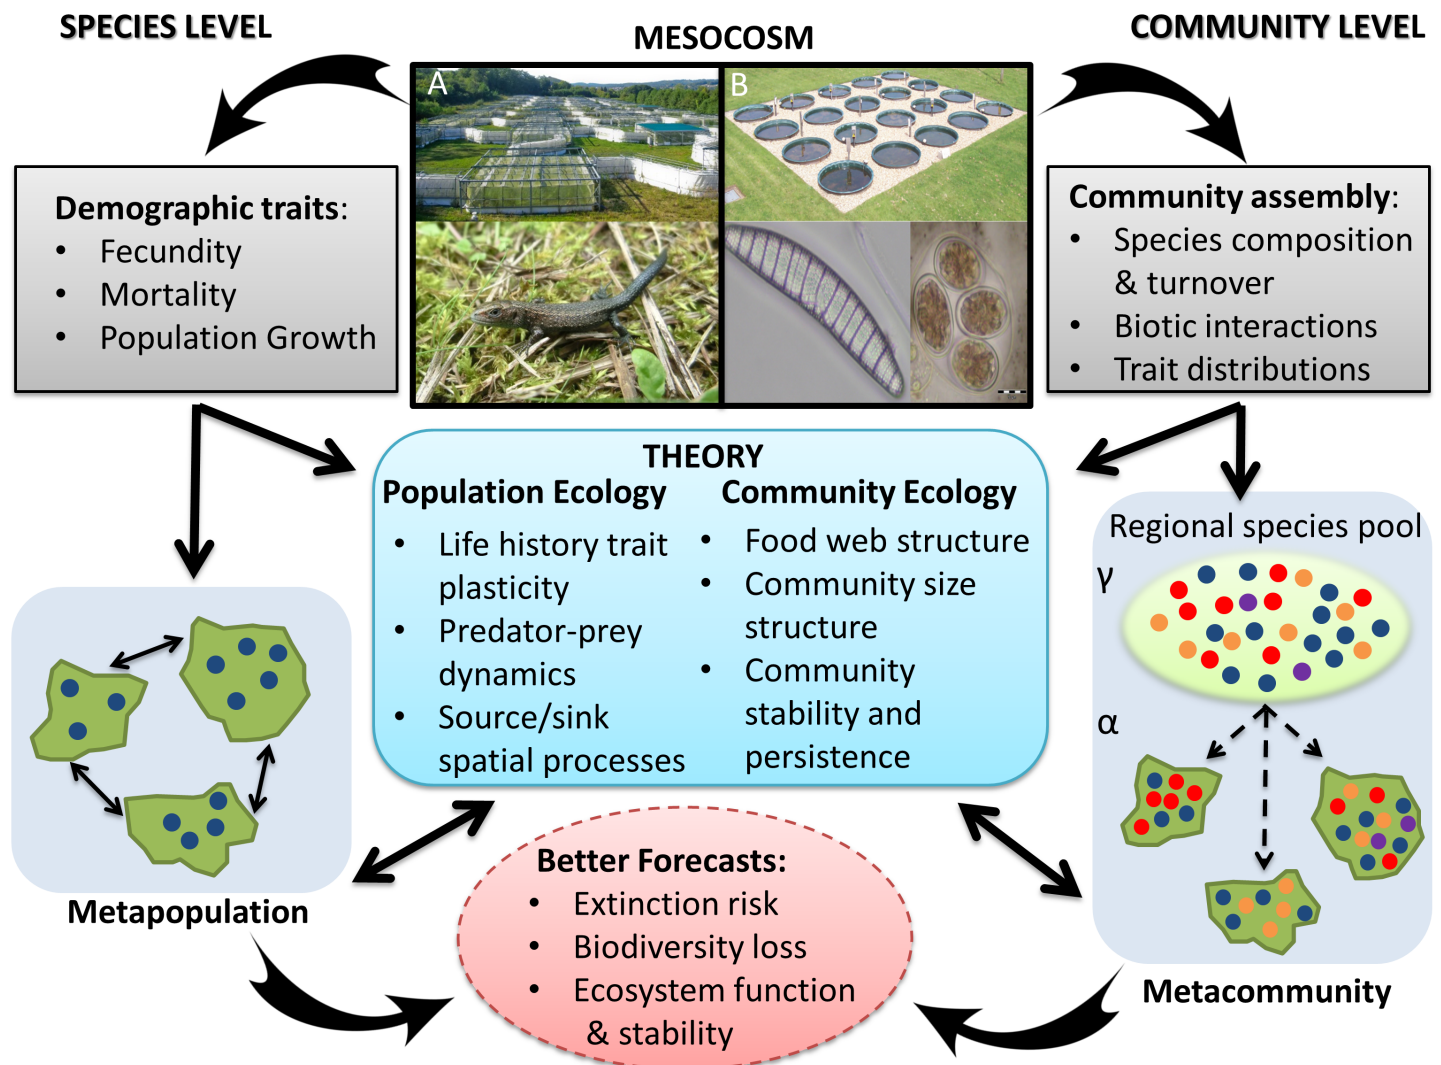 SPECIES LEVEL
MESOCOSM
COMMUNITY LEVEL
A
B
Demographic traits:
• Fecundity
• Mortality
• Population Growth
Community assembly:
• Species composition
& turnover
• Biotic interactions
• Trait distributions
THEORY
Population Ecology
• Life history trait
plasticity
• Predator-prey
dynamics
• Source/sink
spatial processes
Community Ecology
• Food web structure
• Community size
structure
• Community
stability and
persistence
Regional species pool
γ
α
Metapopulation
Metacommunity
Better Forecasts:
• Extinction risk
• Biodiversity loss
• Ecosystem function
& stability